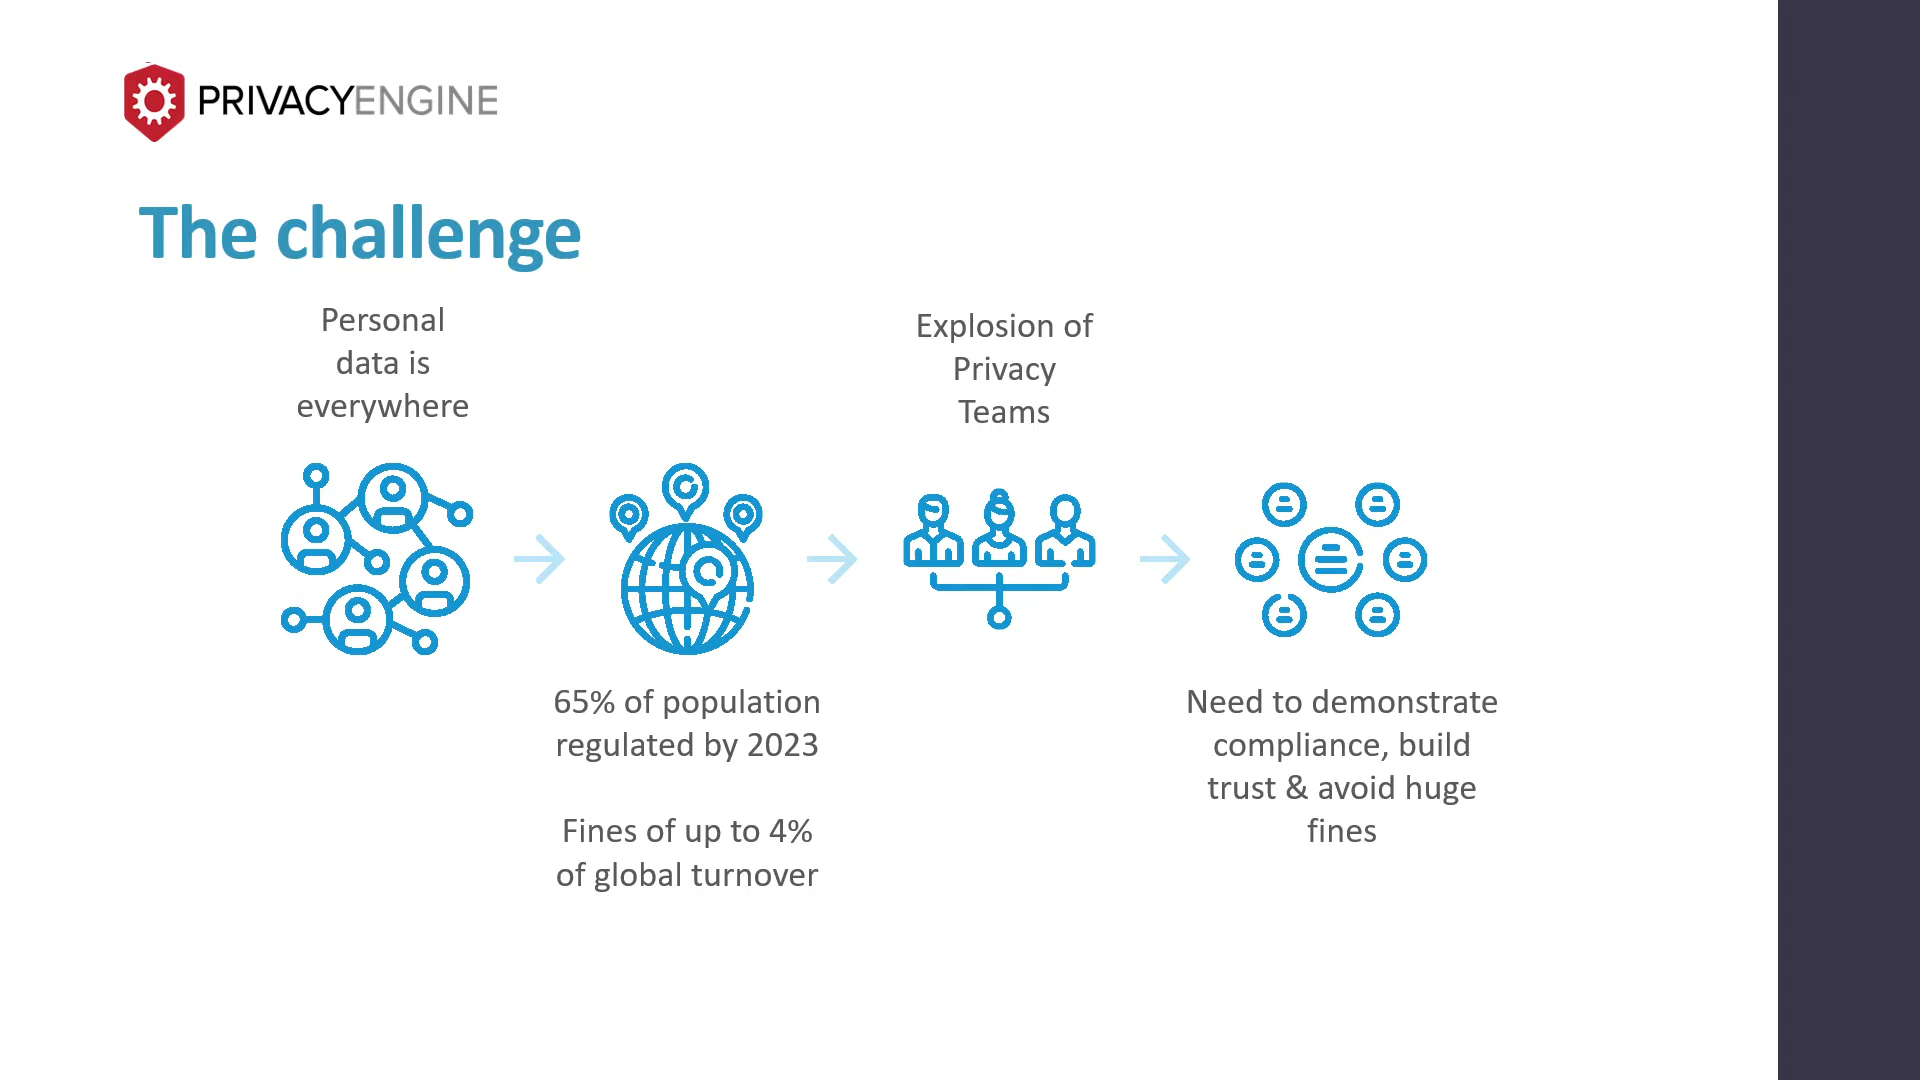 PRIVACYENGINE
The challenge
Personal
data is
everywhere
65% of population
regulated by 2023
Fines of up to 4%
of global turnover
Explosion of
Privacy
Teams
Need to demonstrate
compliance, build
trust & avoid huge
fines